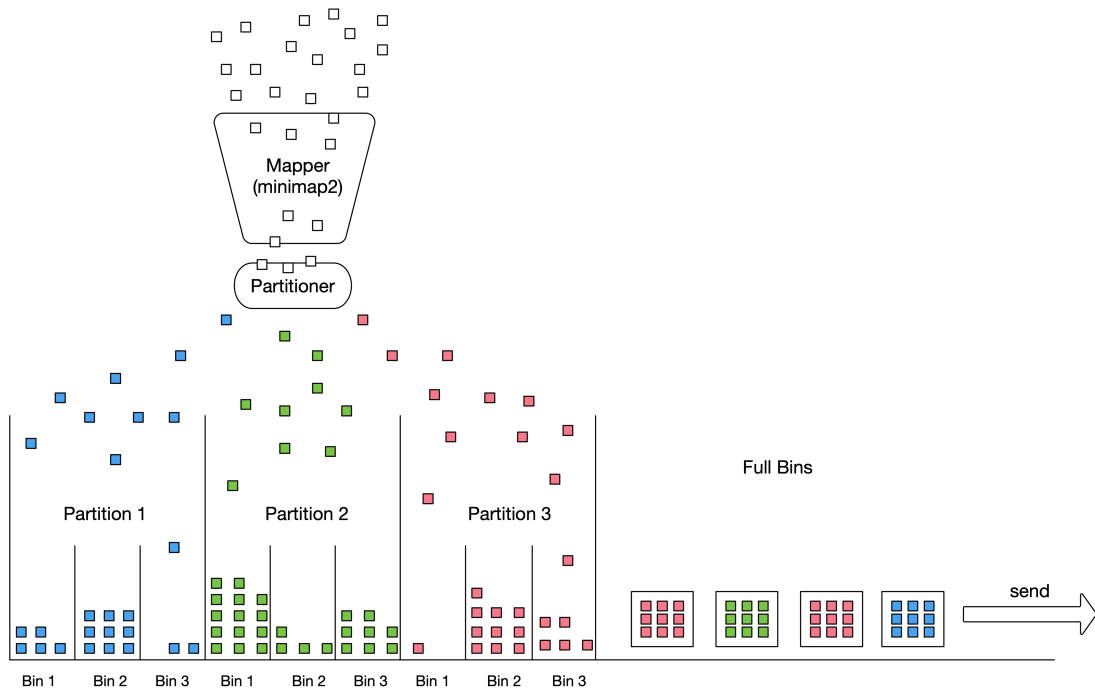 Mapper
(minimap2)
Partitioner
Full Bins
Partition 1
Partition 2
Partition 3
send
Bin 1
Bin 2
Bin 3
Bin 1
Bin 2
Bin 3
Bin 1
Bin 2
Bin 3